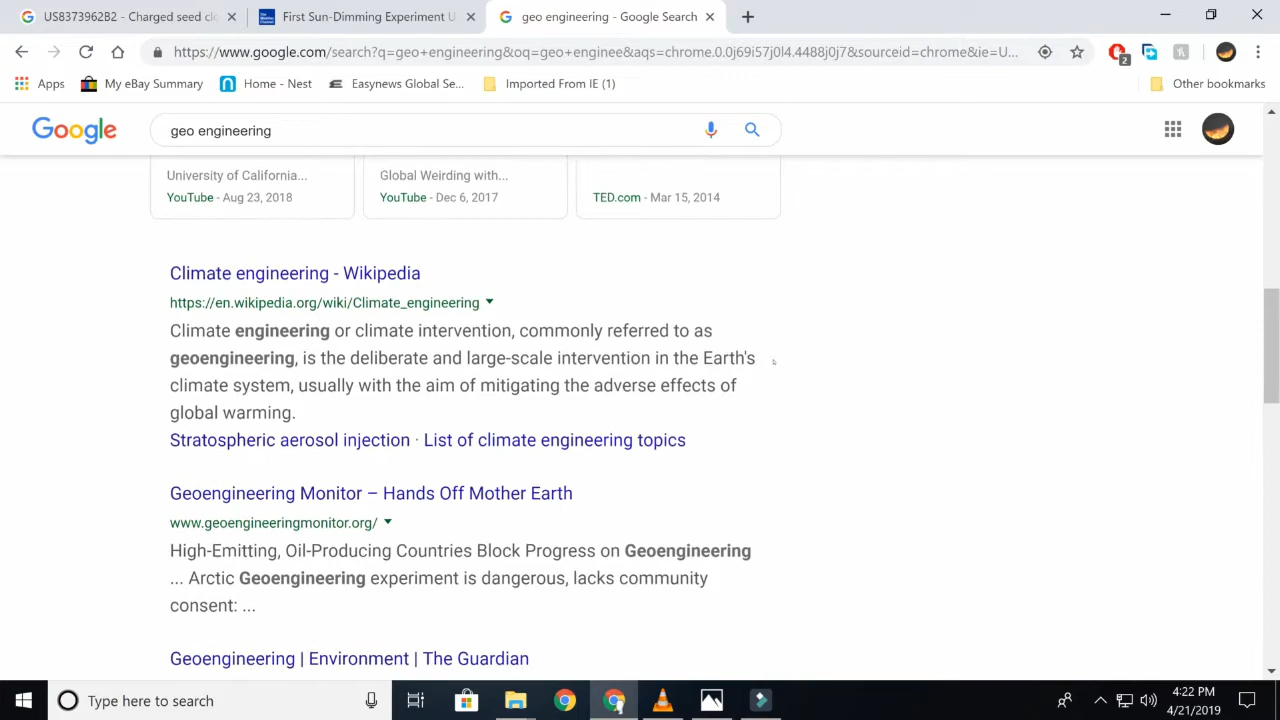 US8373962B2 - Charged seed clo
First Sun-Dimming Experiment U
geo engineering - Google Search
https://www.google.com/search?q=geo+engineering&oq=geo+enginee&aqs=chrome.0.0j69i57j0l4.4488j0j7&sourceid=chrome&ie=U...
2
Apps
My eBay Summary
Home - Nest
Easynews Global Se...
Imported From IE (1)
Other bookmarks
Google
geo engineering
University of California...
YouTube - Aug 23, 2018
Global Weirding with...
YouTube - Dec 6, 2017
TED.com - Mar 15, 2014
Climate engineering - Wikipedia
https://en.wikipedia.org/wiki/Climate_engineering
Climate engineering or climate intervention, commonly referred to as
geoengineering, is the deliberate and large-scale intervention in the Earth's
climate system, usually with the aim of mitigating the adverse effects of
global warming.
Stratospheric aerosol injection · List of climate engineering topics
Geoengineering Monitor – Hands Off Mother Earth
www.geoengineeringmonitor.org/
High-Emitting, Oil-Producing Countries Block Progress on Geoengineering
... Arctic Geoengineering experiment is dangerous, lacks community
consent: ...
Geoengineering | Environment | The Guardian
Type here to search
4:22 PM
4/21/2019